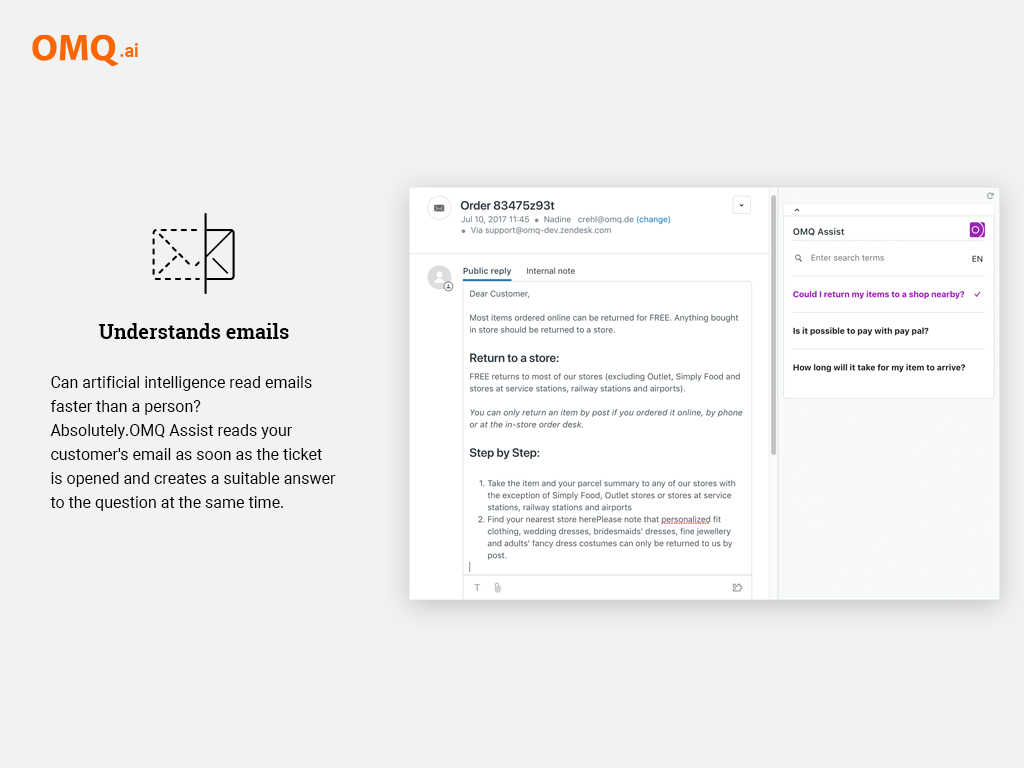 OMQ.ai
Understands emails
Can artificial intelligence read emails
faster than a person?
Absolutely.OMQ Assist reads your
customer's email as soon as the ticket
is opened and creates a suitable answer
to the question at the same time.
Order 83475z93t
Jul 10, 2017 11:45 • Nadine crehl@omq.de (change)
• Via support@omq-dev.zendesk.com
Public reply Internal note
Dear Customer,
Most items ordered online can be returned for FREE. Anything bought
in store should be returned to a store.
Return to a store:
FREE returns to most of our stores (excluding Outlet, Simply Food and
stores at service stations, railway stations and airports).
You can only return an item by post if you ordered it online, by phone
or at the in-store order desk.
Step by Step:
1. Take the item and your parcel summary to any of our stores with
the exception of Simply Food, Outlet stores or stores at service
stations, railway stations and airports
2. Find your nearest store herePlease note that personalized fit
clothing, wedding dresses, bridesmaids' dresses, fine jewellery
and adults' fancy dress costumes can only be returned to us by
post.
T
OMQ Assist
Enter search terms EN
Could I return my items to a shop nearby?
Is it possible to pay with pay pal?
How long will it take for my item to arrive?